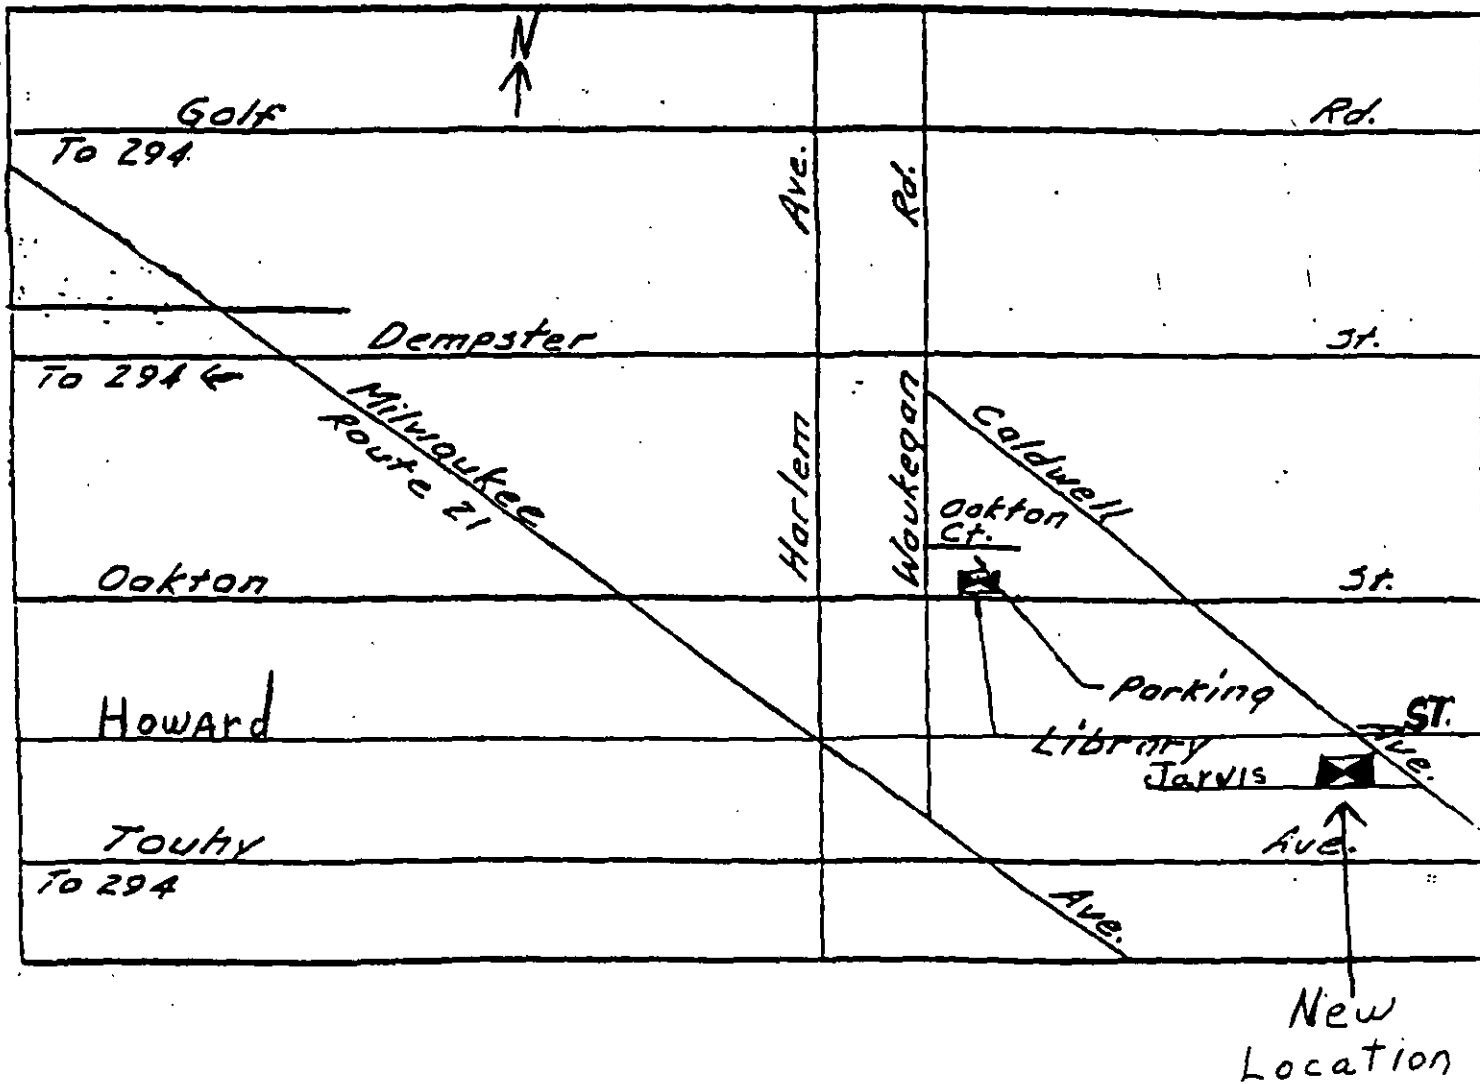 N
Golf Rd.
To 294
Harlem Ave.
Waukegan Rd.
Dempster St.
To 294
Milwaukee Ave.
Route 21
Caldwell Ave.
Oakton
Ct.
Oakton St.
Parking
Howard ST.
Library
Jarvis
Touhy Ave.
To 294
New
Location